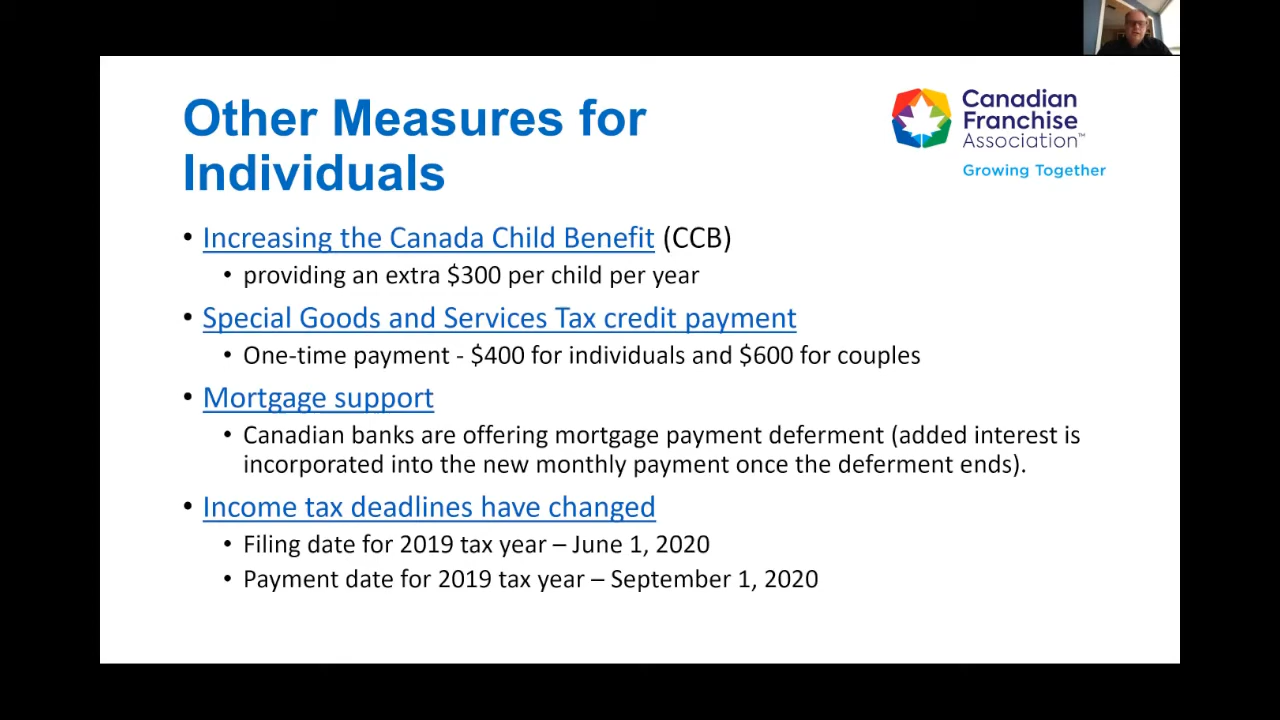 Other Measures for
Individuals
Canadian
Franchise
Association™
Growing Together
• Increasing the Canada Child Benefit (CCB)
• providing an extra $300 per child per year
• Special Goods and Services Tax credit payment
• One-time payment - $400 for individuals and $600 for couples
• Mortgage support
• Canadian banks are offering mortgage payment deferment (added interest is
incorporated into the new monthly payment once the deferment ends).
• Income tax deadlines have changed
• Filing date for 2019 tax year – June 1, 2020
• Payment date for 2019 tax year – September 1, 2020